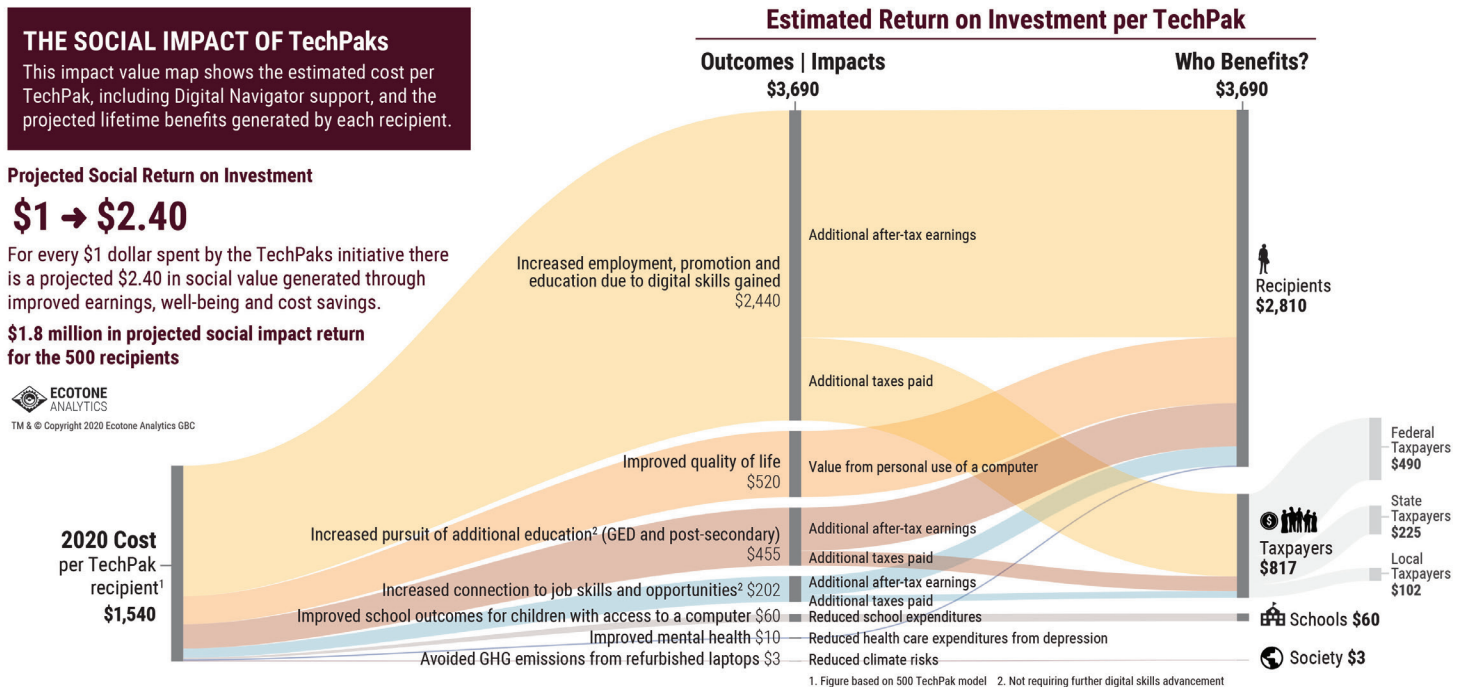 THE SOCIAL IMPACT OF TechPaks
This impact value map shows the estimated cost per
TechPak, including Digital Navigator support, and the
projected lifetime benefits generated by each recipient.
Projected Social Return on Investment
$1 → $2.40
For every $1 dollar spent by the TechPaks initiative there
is a projected $2.40 in social value generated through
improved earnings, well-being and cost savings.
$1.8 million in projected social impact return
for the 500 recipients
ECOTONE
ANALYTICS
TM & © Copyright 2020 Ecotone Analytics GBC
2020 Cost
per TechPak
recipient¹
$1,540
Estimated Return on Investment per TechPak
Outcomes | Impacts
$3,690
Who Benefits?
$3,690
Increased employment, promotion and
education due to digital skills gained
$2,440
Additional after-tax earnings
Additional taxes paid
Improved quality of life
$520
Value from personal use of a computer
Increased pursuit of additional education² (GED and post-secondary)
$455
Additional after-tax earnings
Additional taxes paid
Increased connection to job skills and opportunities² $202
Additional after-tax earnings
Additional taxes paid
Improved school outcomes for children with access to a computer $60
Reduced school expenditures
Improved mental health $10
Reduced health care expenditures from depression
Avoided GHG emissions from refurbished laptops $3
Reduced climate risks
Recipients
$2,810
Taxpayers
$817
Federal
Taxpayers
$490
State
Taxpayers
$225
Local
Taxpayers
$102
Schools $60
Society $3
1. Figure based on 500 TechPak model 2. Not requiring further digital skills advancement